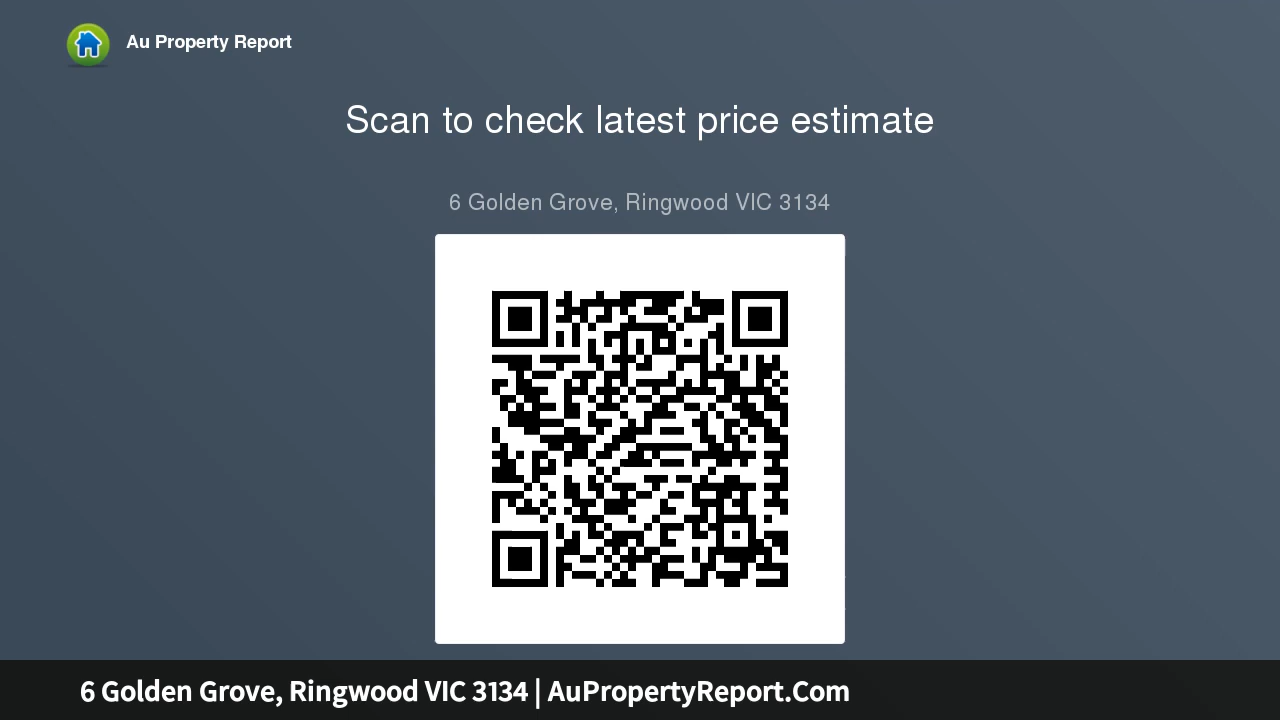 Au Property Report
Scan to check latest price estimate
6 Golden Grove, Ringwood VIC 3134
6 Golden Grove, Ringwood VIC 3134 | AuPropertyReport.Com